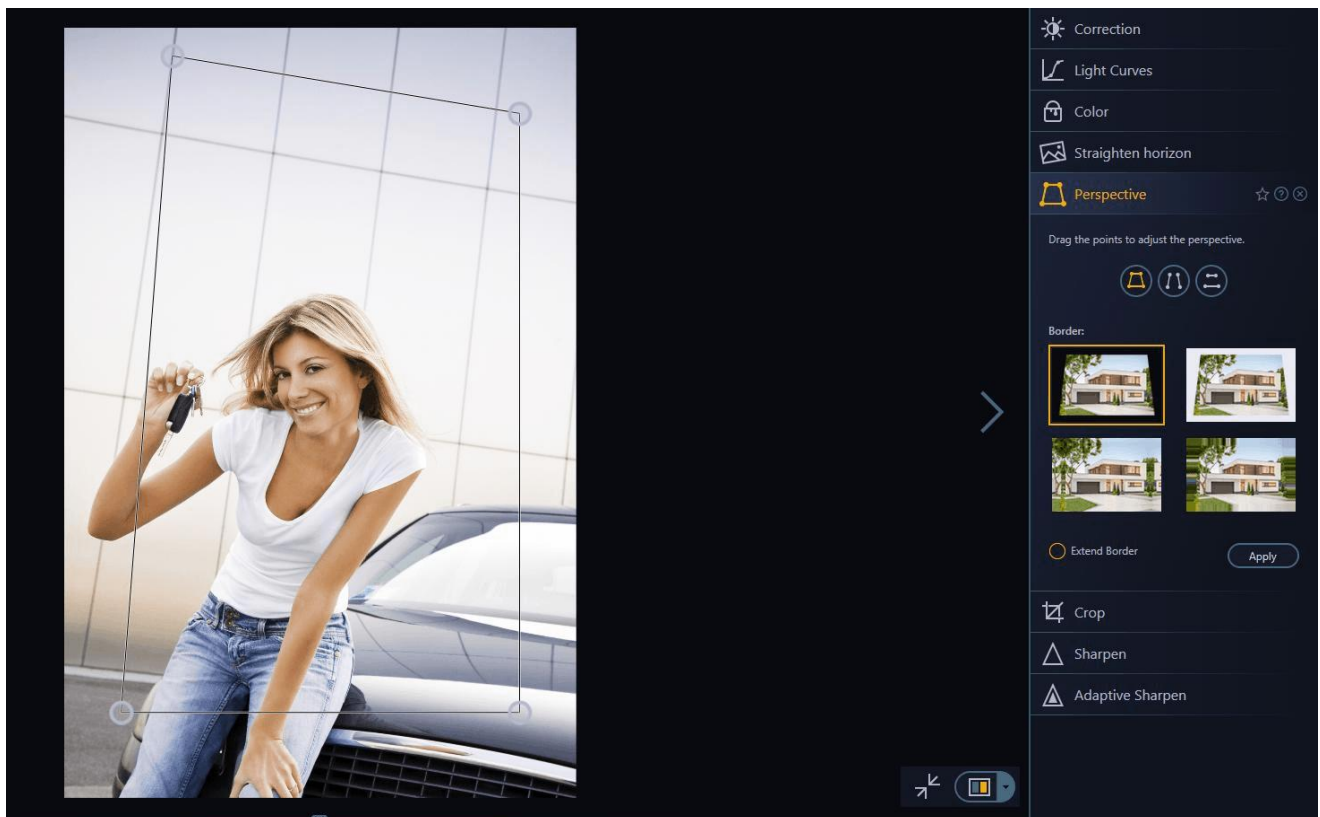 Correction
Light Curves
Color
Straighten horizon
Perspective
Drag the points to adjust the perspective.
Border:
Extend Border
Apply
Crop
Sharpen
Adaptive Sharpen